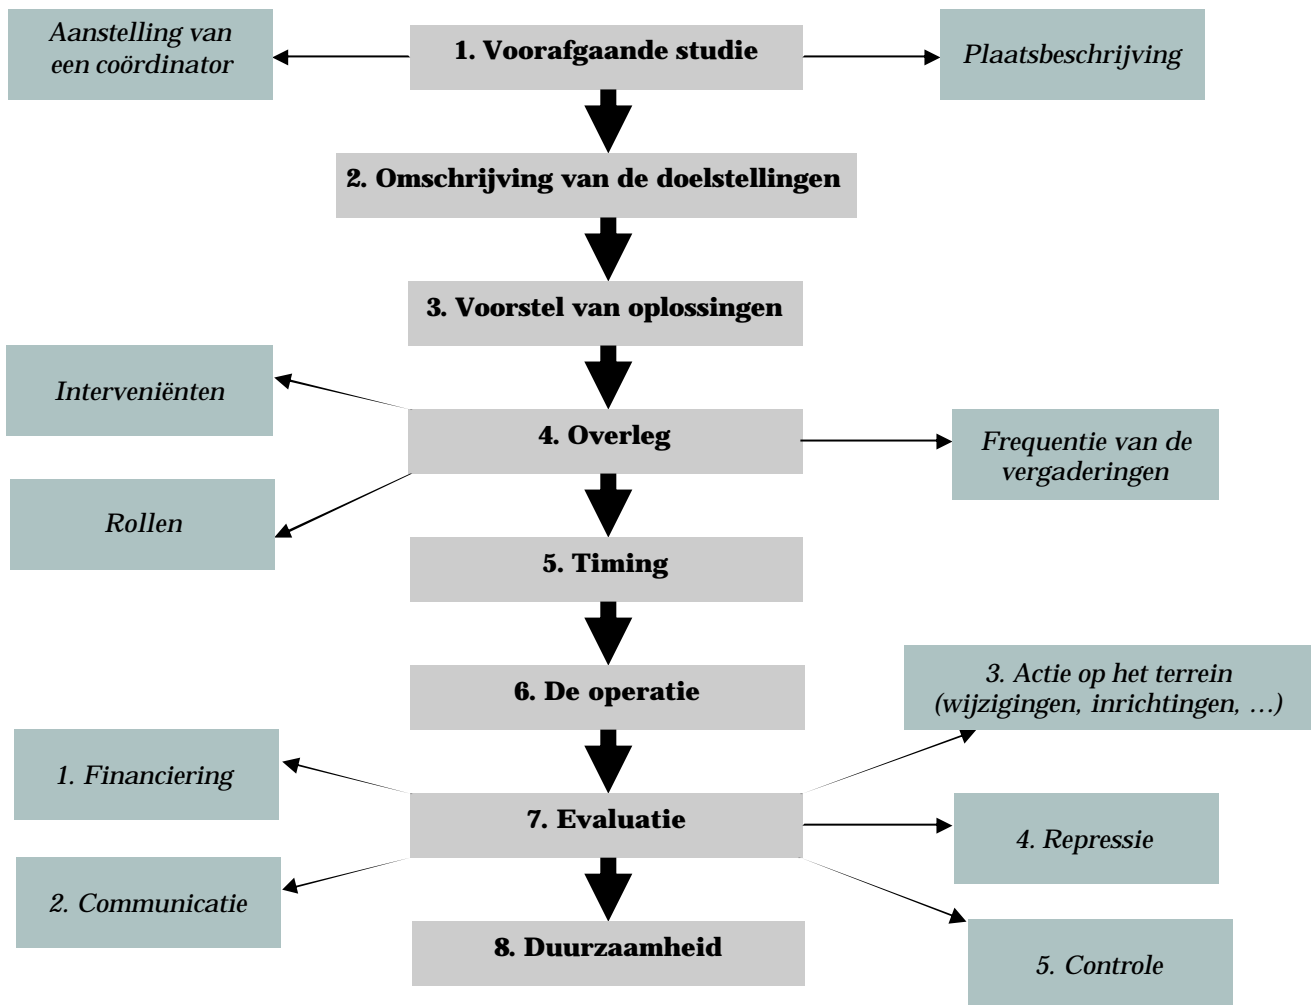 Aanstelling van
een coördinator
1. Voorafgaande studie
Plaatsbeschrijving
2. Omschrijving van de doelstellingen
3. Voorstel van oplossingen
Interveniënten
4. Overleg
Frequentie van de
vergaderingen
Rollen
5. Timing
6. De operatie
3. Actie op het terrein
(wijzigingen, inrichtingen, …)
1. Financiering
7. Evaluatie
4. Repressie
2. Communicatie
8. Duurzaamheid
5. Controle